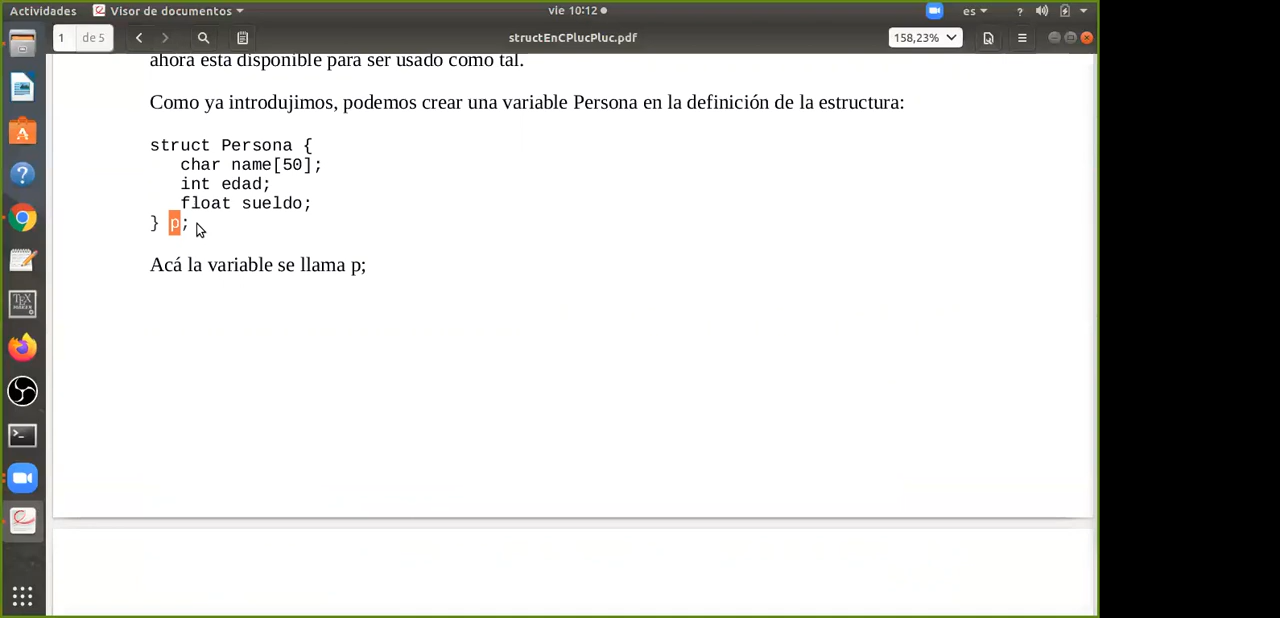 Actividades Visor de documentos vie 10:12 es ?
1 de 5 structEnCPlucPluc.pdf 158,23%
ahora está disponible para ser usado como tal.
Como ya introdujimos, podemos crear una variable Persona en la definición de la estructura:
struct Persona {
char name[50];
int edad;
float sueldo;
} p;
Acá la variable se llama p;